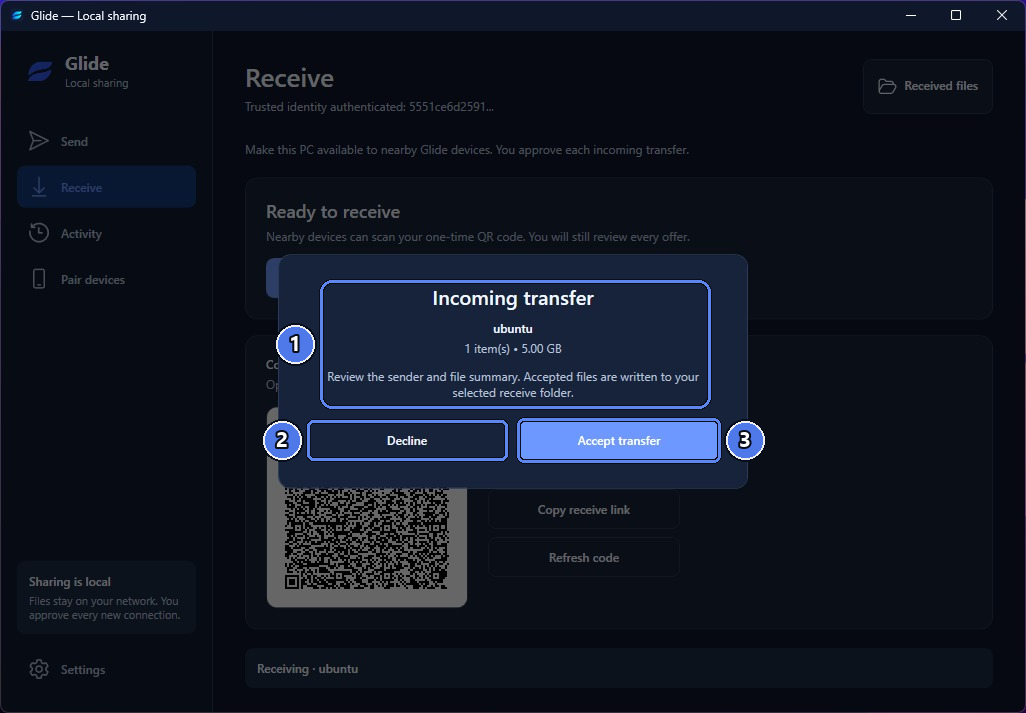 Glide — Local sharing
Glide
Local sharing
Send
Receive
Activity
Pair devices
Sharing is local
Files stay on your network. You
approve every new connection.
Settings
Receive
Trusted identity authenticated: 5551ce6d2591...
Received files
Make this PC available to nearby Glide devices. You approve each incoming transfer.
Ready to receive
Nearby devices can scan your one-time QR code. You will still review every offer.
1
Incoming transfer
ubuntu
1 item(s) • 5.00 GB
Review the sender and file summary. Accepted files are written to your
selected receive folder.
2
Decline
Accept transfer
3
Copy receive link
Refresh code
Receiving · ubuntu